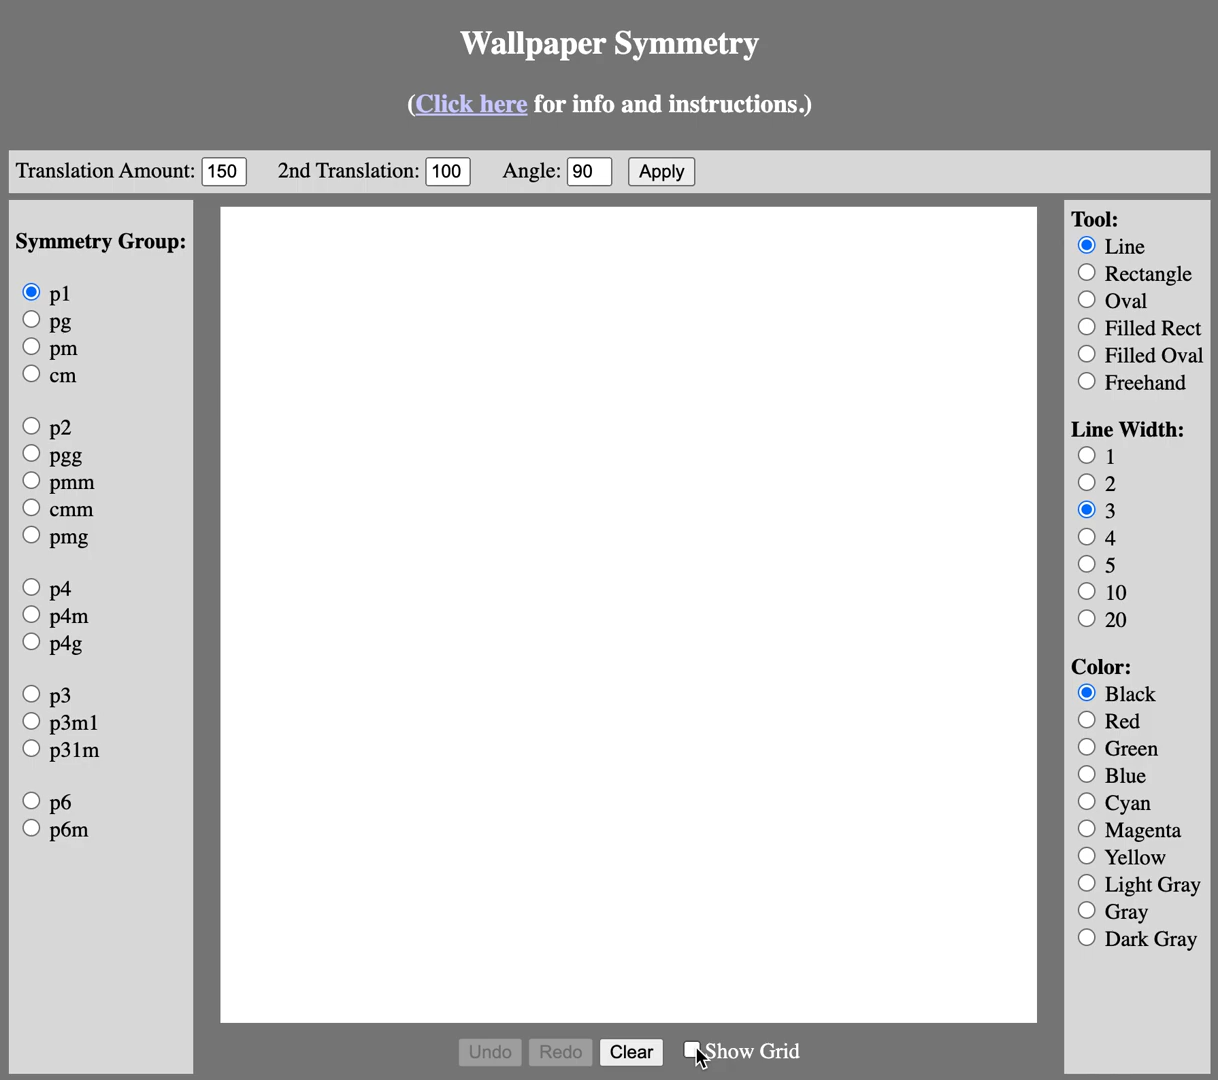 Wallpaper Symmetry
(Click here for info and instructions.)
Translation Amount: 150 2nd Translation: 100 Angle: 90 Apply
Symmetry Group:
p1
pg
pm
cm
p2
pgg
pmm
cmm
pmg
p4
p4m
p4g
p3
p3m1
p31m
p6
p6m
Tool:
Line
Rectangle
Oval
Filled Rect
Filled Oval
Freehand
Line Width:
1
2
3
4
5
10
20
Color:
Black
Red
Green
Blue
Cyan
Magenta
Yellow
Light Gray
Gray
Dark Gray
Undo Redo Clear Show Grid